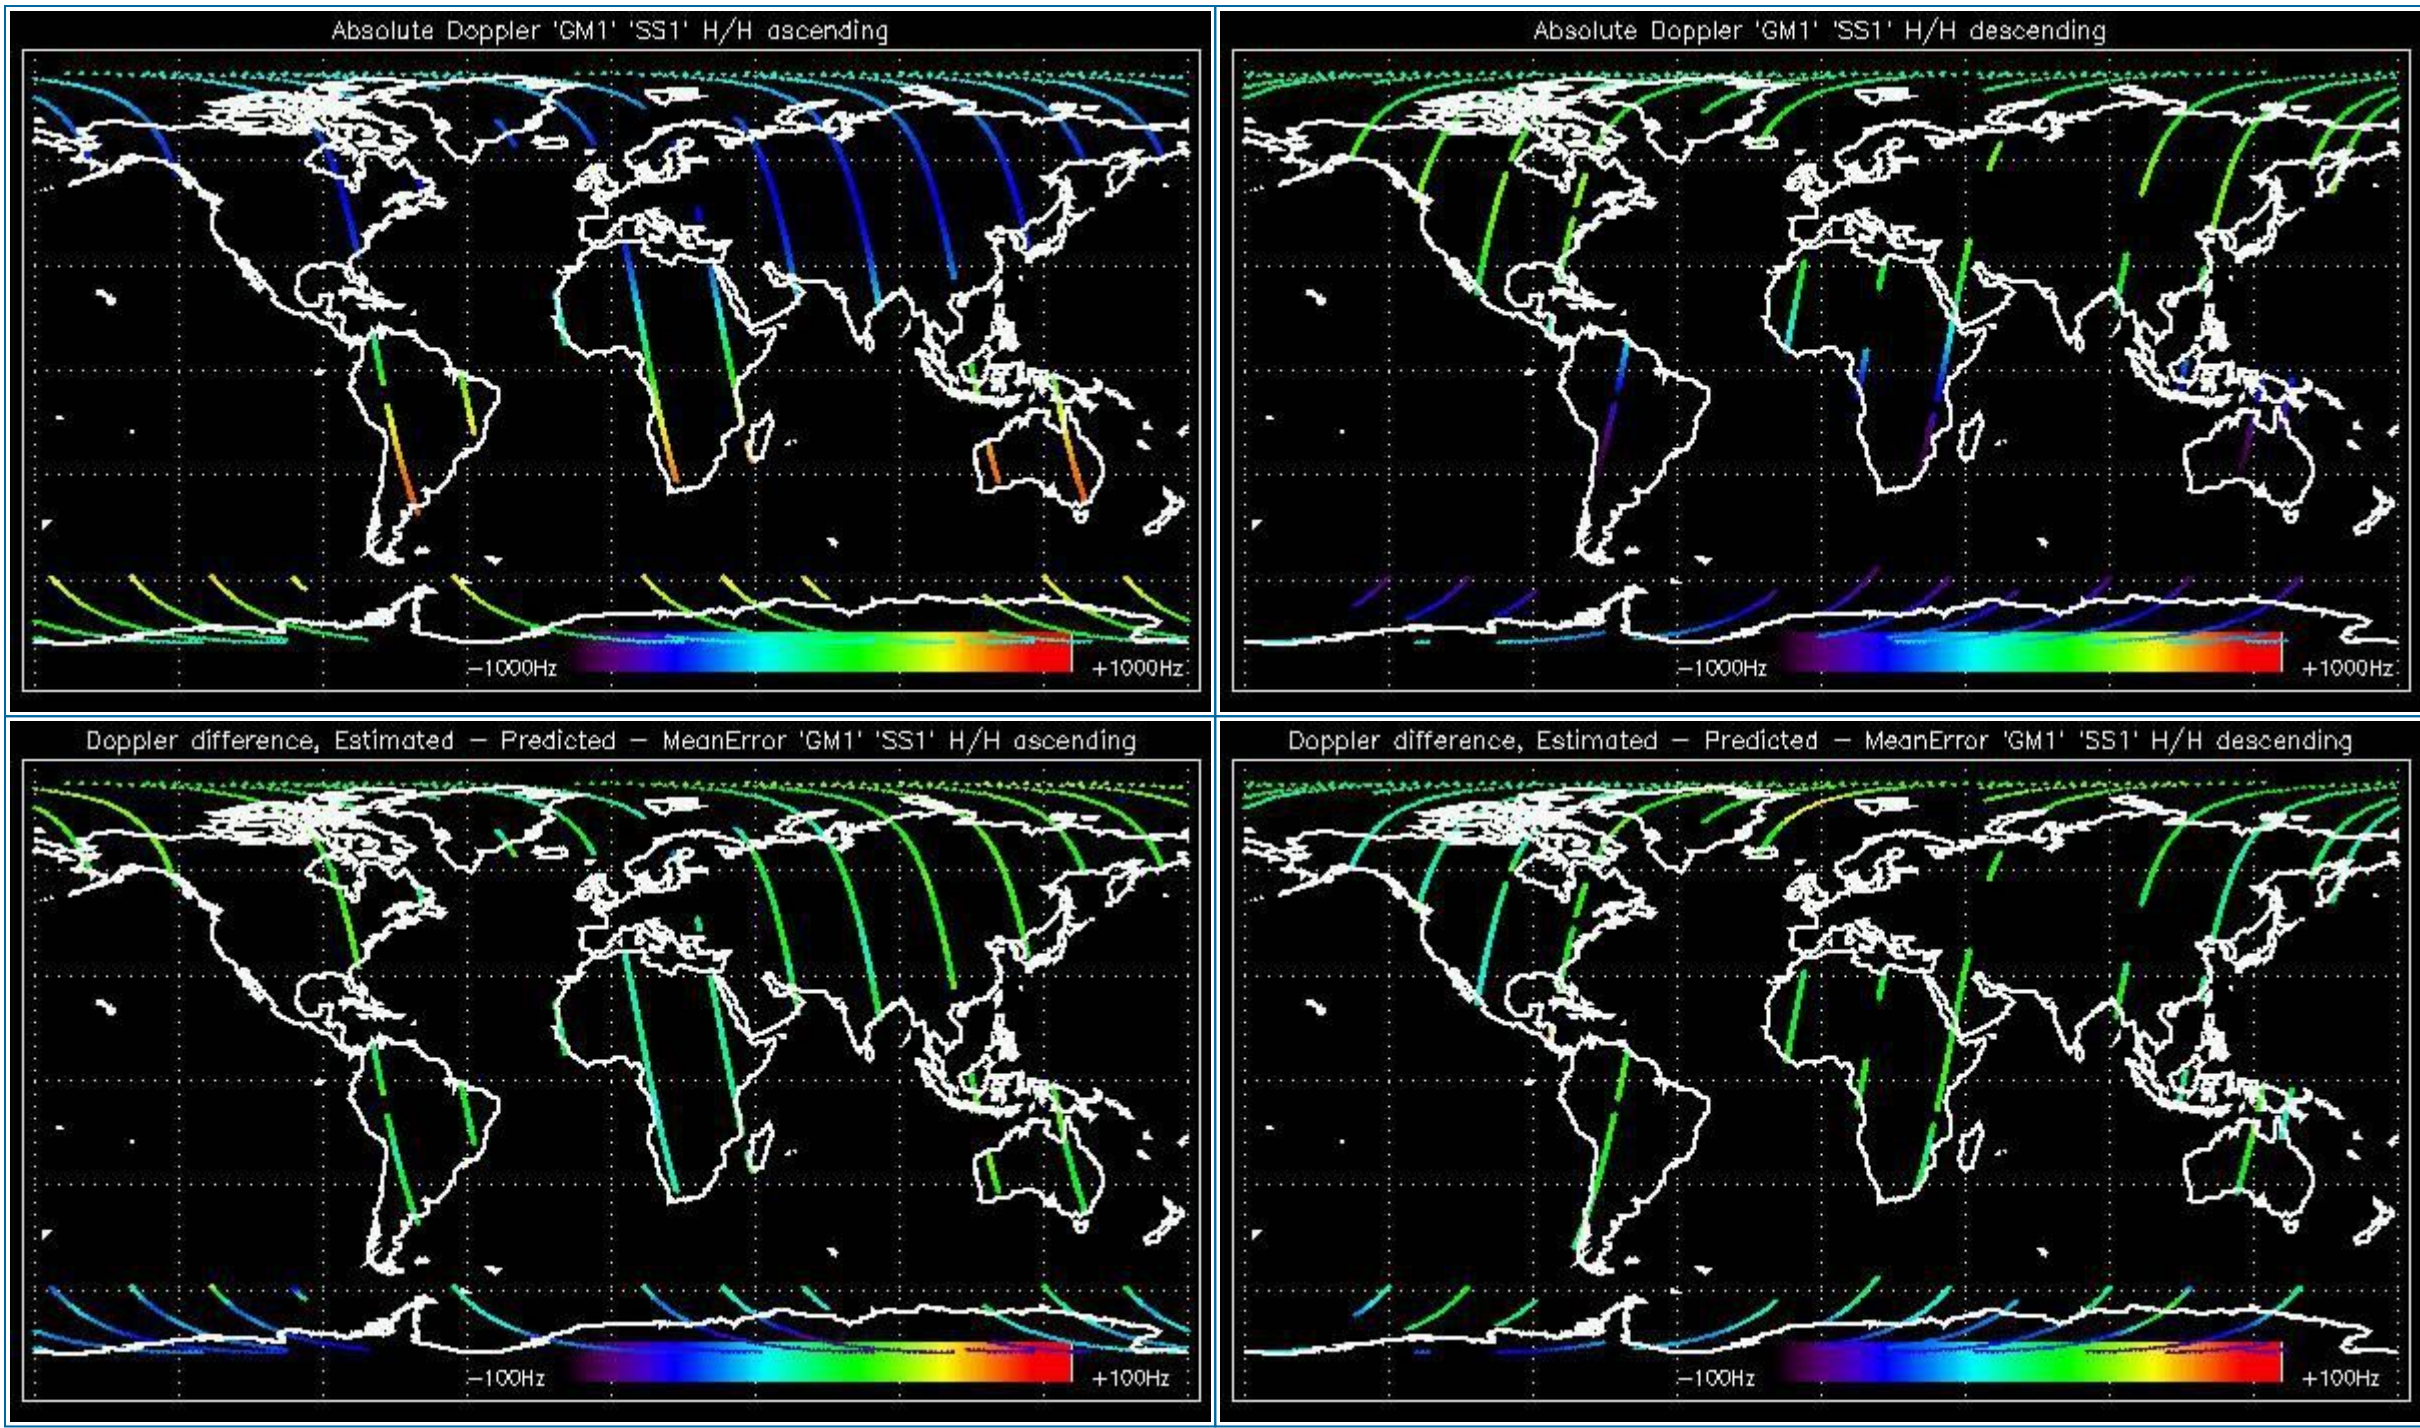 Absolute Doppler 'GM1' 'SS1' H/H ascending
−1000Hz
+1000Hz
Absolute Doppler 'GM1' 'SS1' H/H descending
−1000Hz
+1000Hz
Doppler difference, Estimated − Predicted − MeanError 'GM1' 'SS1' H/H ascending
−100Hz
+100Hz
Doppler difference, Estimated − Predicted − MeanError 'GM1' 'SS1' H/H descending
−100Hz
+100Hz